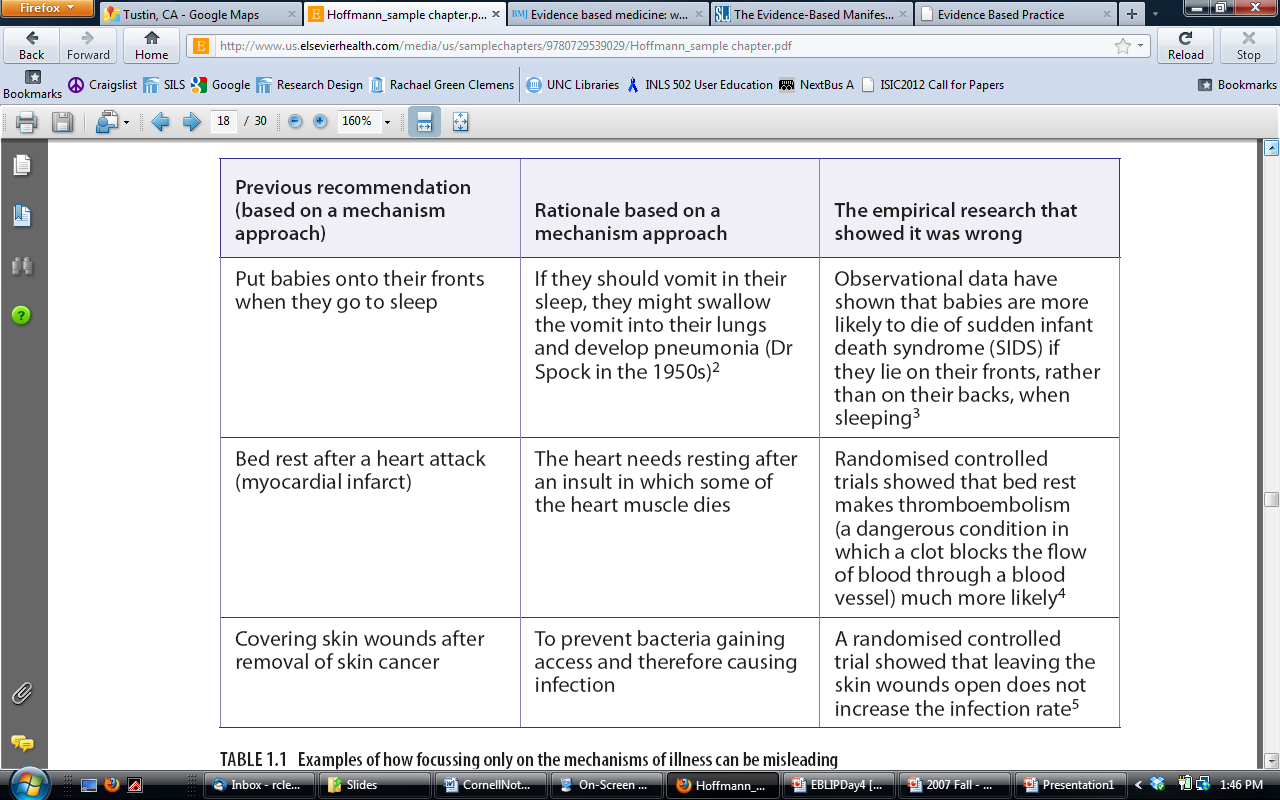 Firefox
Tustin, CA - Google Maps
Hoffmann_sample chapter.p...
BMJ Evidence based medicine: w...
The Evidence-Based Manifes...
Evidence Based Practice
Back
Forward
Home
http://www.us.elsevierhealth.com/media/us/samplechapters/9780729539029/Hoffmann_sample chapter.pdf
Reload
Stop
Bookmarks
Craigslist
SILS
Google
Research Design
Rachael Green Clemens
UNC Libraries
INLS 502 User Education
NextBus A
ISIC2012 Call for Papers
Bookmarks
18 / 30
160%
Previous recommendation
(based on a mechanism
approach)
Rationale based on a
mechanism approach
The empirical research that
showed it was wrong
Put babies onto their fronts
when they go to sleep
If they should vomit in their
sleep, they might swallow
the vomit into their lungs
and develop pneumonia (Dr
Spock in the 1950s)2
Observational data have
shown that babies are more
likely to die of sudden infant
death syndrome (SIDS) if
they lie on their fronts, rather
than on their backs, when
sleeping3
Bed rest after a heart attack
(myocardial infarct)
The heart needs resting after
an insult in which some of
the heart muscle dies
Randomised controlled
trials showed that bed rest
makes thromboembolism
(a dangerous condition in
which a clot blocks the flow
of blood through a blood
vessel) much more likely4
Covering skin wounds after
removal of skin cancer
To prevent bacteria gaining
access and therefore causing
infection
A randomised controlled
trial showed that leaving the
skin wounds open does not
increase the infection rate5
TABLE 1.1 Examples of how focussing only on the mechanisms of illness can be misleading
Inbox - rcle...
Slides
CornellNot...
On-Screen ...
Hoffmann_...
EBLIPDay4 [...
2007 Fall - ...
Presentation1
1:46 PM